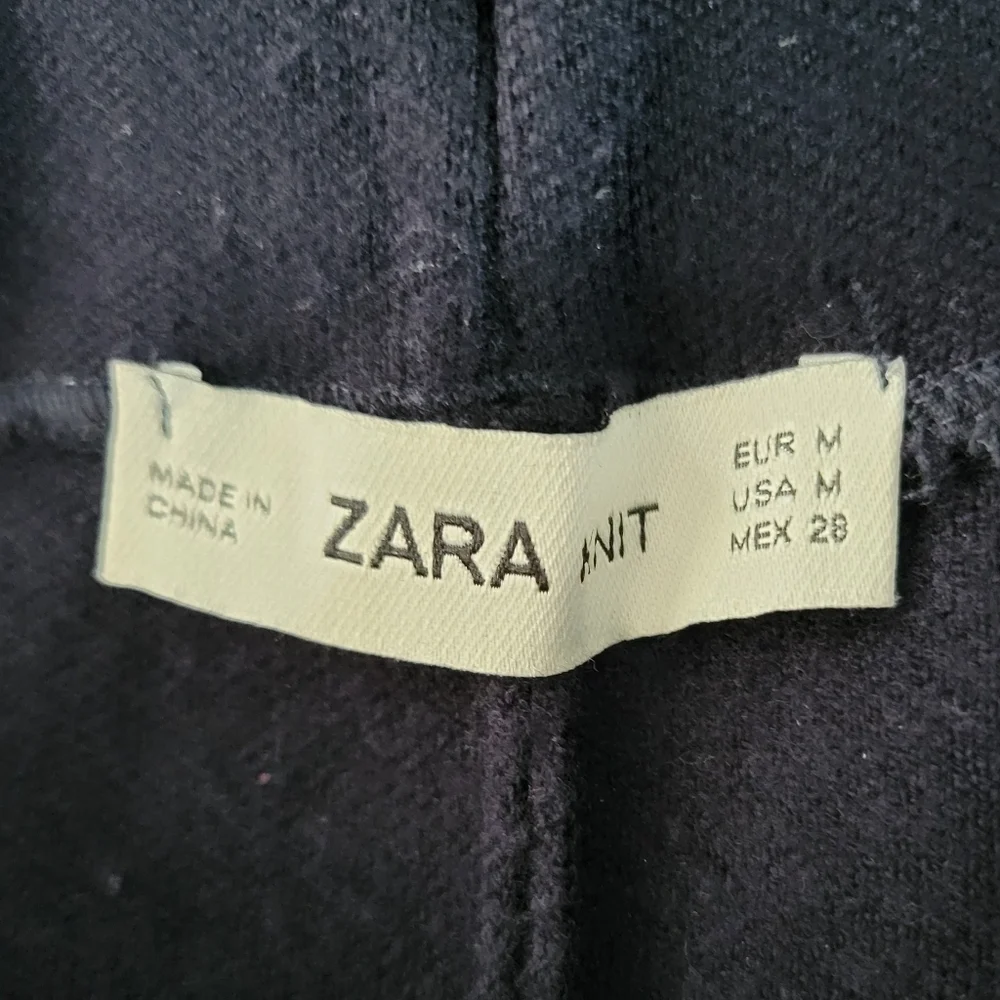 MADE IN
CHINA
ZARA KNIT
EUR M
USA M
MEX 28